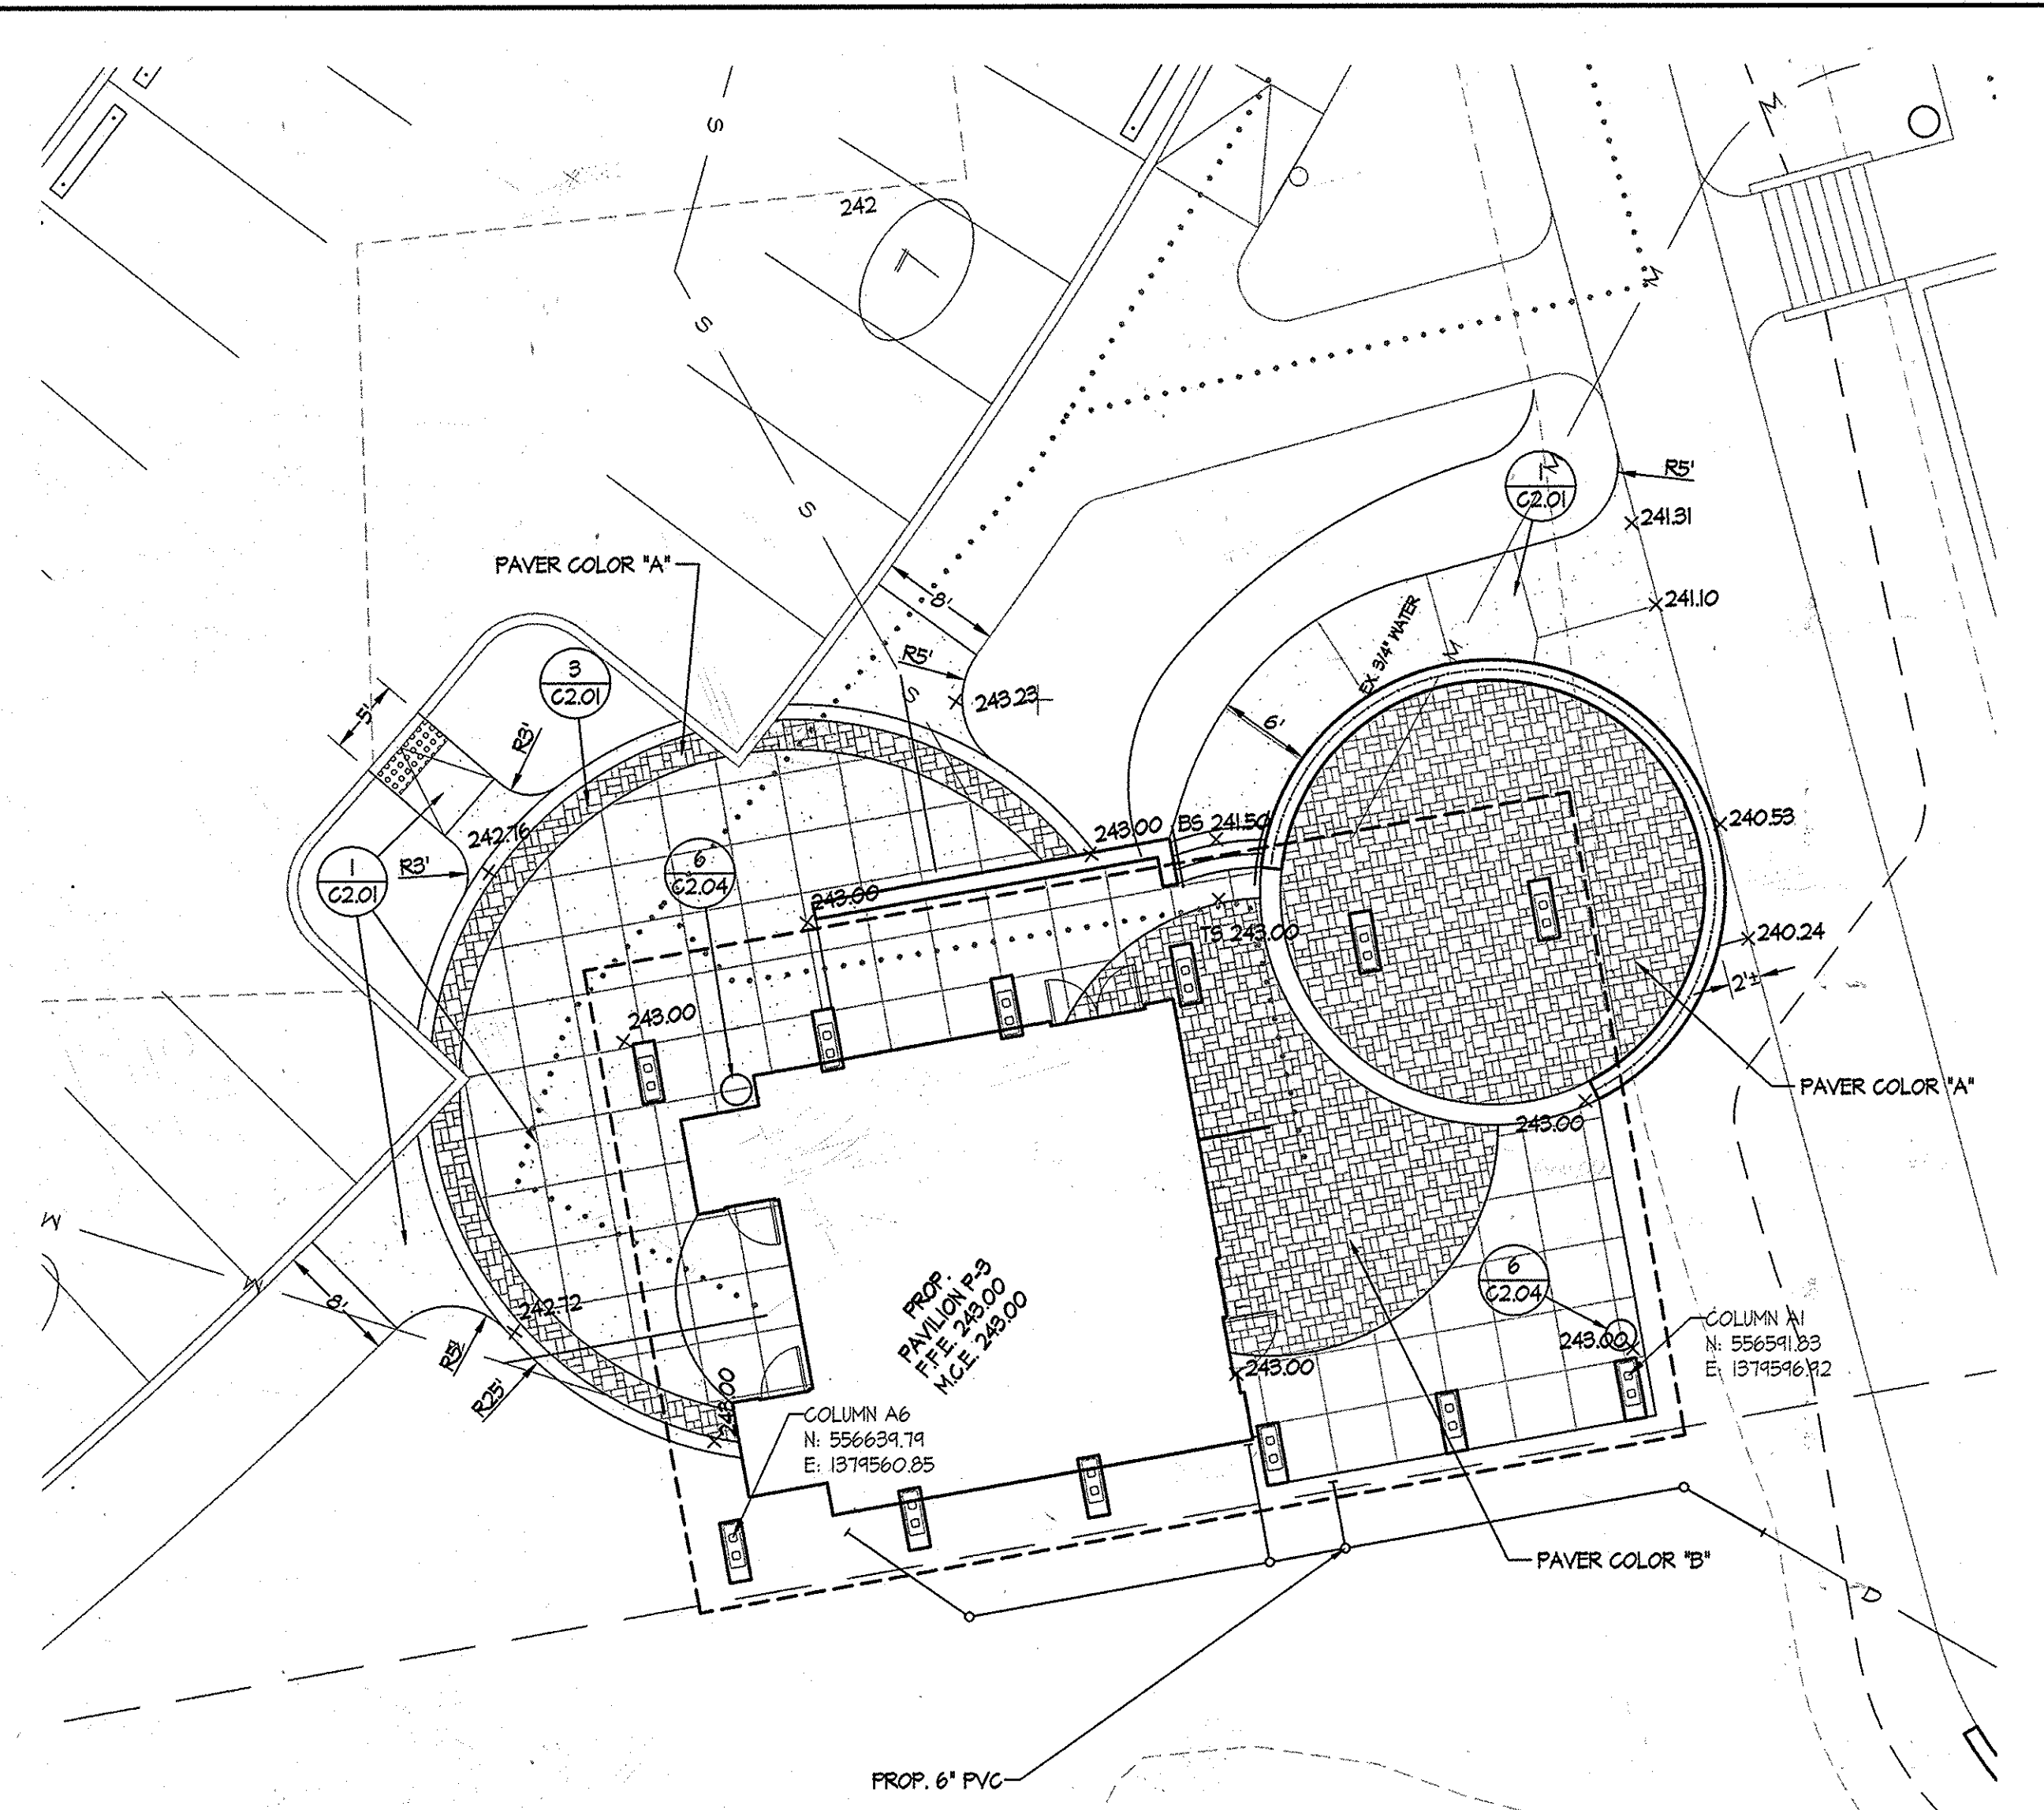 S
M
242
S
M
M
R5'
1
C2.01
241.31
S
PAVER COLOR "A"
8'
241.10
EX. 3/4" WATER
M
R5'
S
243.23
3
C2.01
5'
R3'
6'
242.76
243.00
BS 241.50
240.53
6
C2.04
R3'
1
C2.01
243.00
TS 243.00
240.24
2'±
243.00
PAVER COLOR "A"
243.00
W
W
8'
242.72
R5'
R25'
243.00
PROP.
PAVILION P-3
F.F.E. 243.00
M.C.E. 243.00
6
C2.04
243.00
243.00
COLUMN A1
N: 556591.83
E: 1379596.92
COLUMN A6
N: 556639.79
E: 1379560.85
PAVER COLOR "B"
D
PROP. 6" PVC